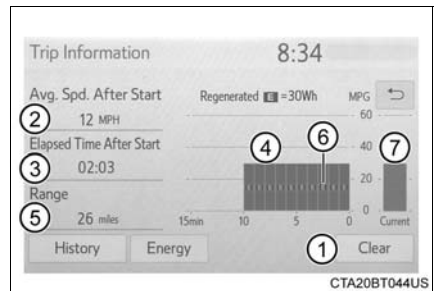 Trip Information 8:34
Avg. Spd. After Start Regenerated E =30Wh MPG
2 12 MPH 60
Elapsed Time After Start 4 6 40 7
3 02:03
Range 20
5 26 miles 15min 10 5 0 0 Current
History Energy 1 Clear
CTA20BT044US